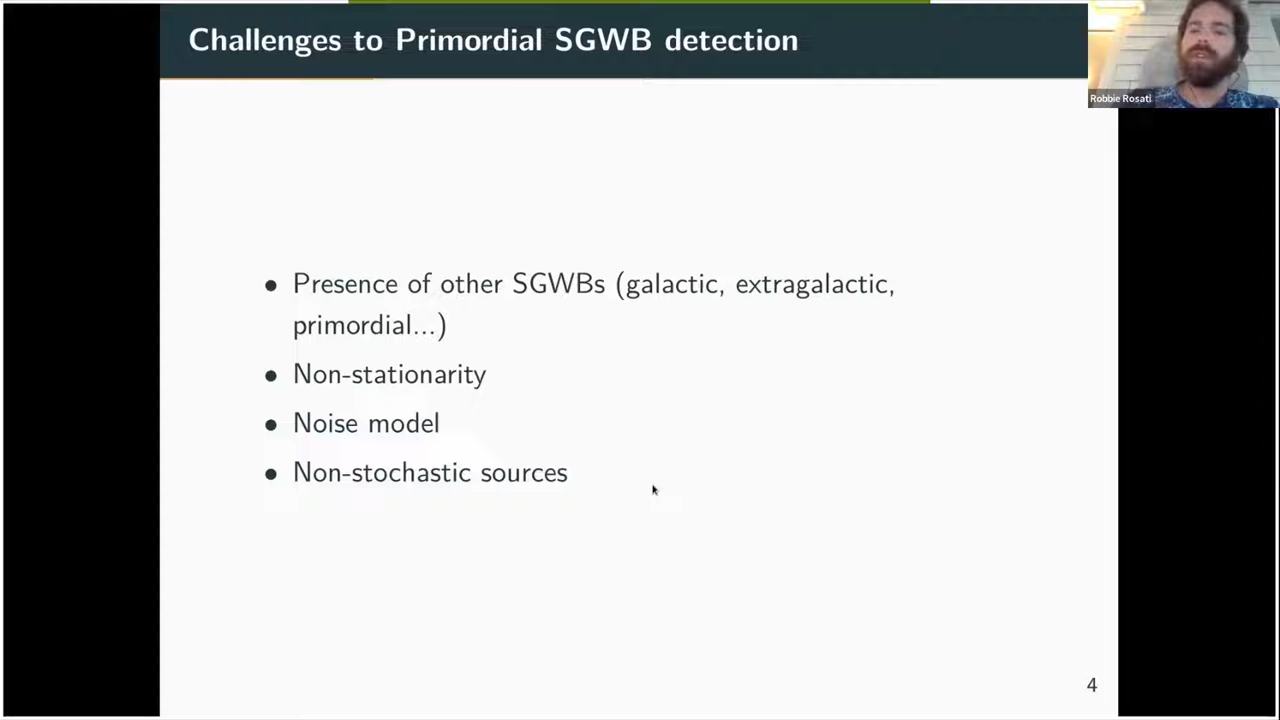 Challenges to Primordial SGWB detection
Robbie Rosati
• Presence of other SGWBs (galactic, extragalactic,
primordial...)
• Non-stationarity
• Noise model
• Non-stochastic sources
4